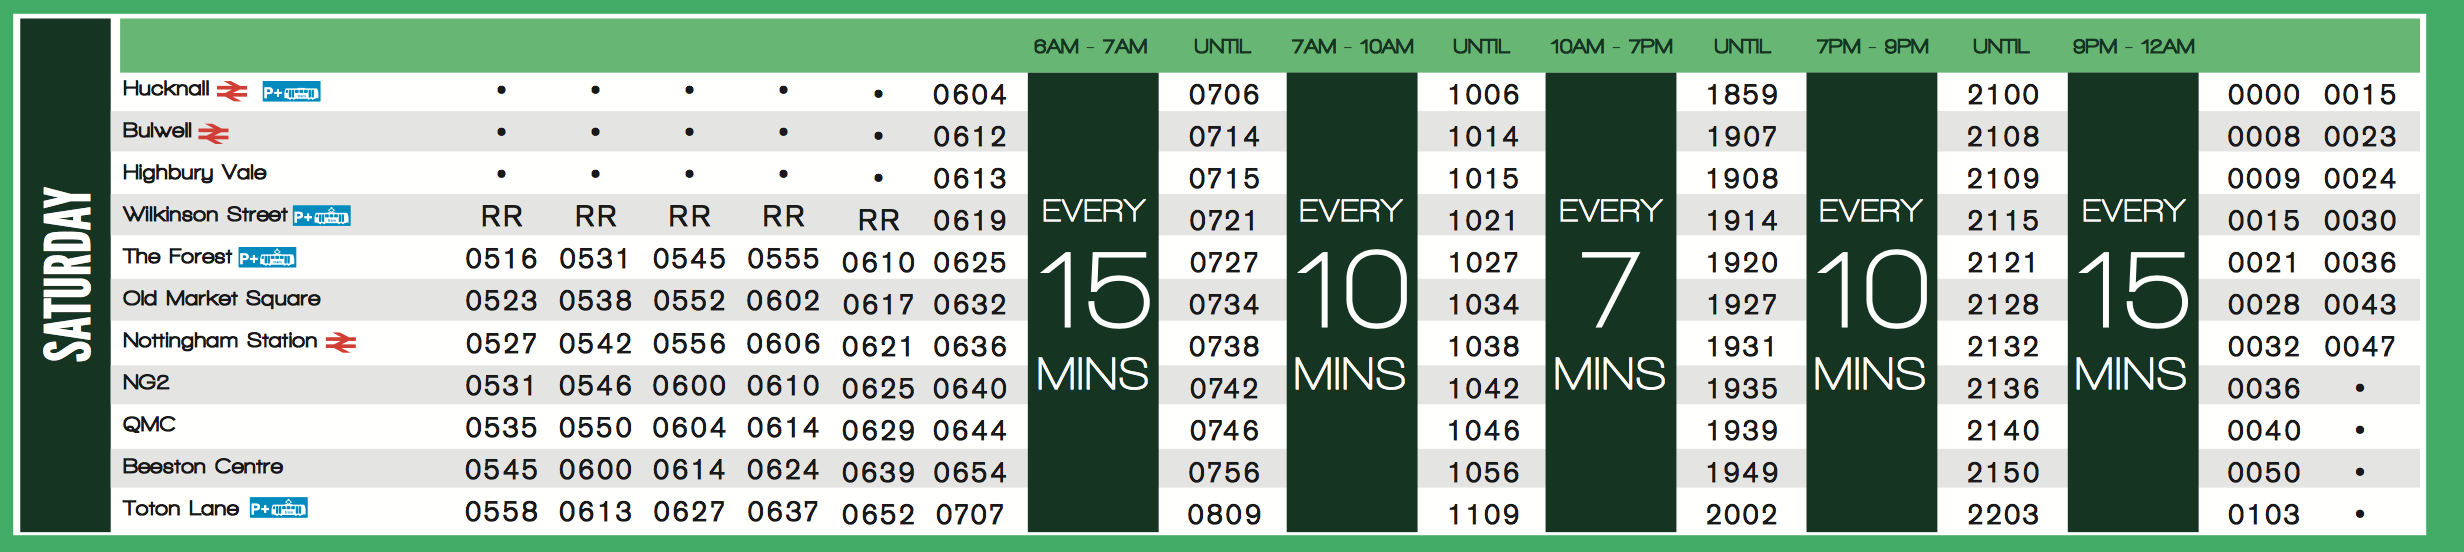 SATURDAY
6AM - 7AM UNTIL 7AM - 10AM UNTIL 10AM - 7PM UNTIL 7PM - 9PM UNTIL 9PM - 12AM
Hucknall P+ • • • • • 0604 0706 1006 1859 2100 0000 0015
Bulwell • • • • • 0612 0714 1014 1907 2108 0008 0023
Highbury Vale • • • • • 0613 0715 1015 1908 2109 0009 0024
Wilkinson Street P+ RR RR RR RR RR 0619 EVERY 0721 EVERY 1021 EVERY 1914 EVERY 2115 EVERY 0015 0030
The Forest P+ 0516 0531 0545 0555 0610 0625 15 0727 10 1027 7 1920 10 2121 15 0021 0036
Old Market Square 0523 0538 0552 0602 0617 0632 0734 1034 1927 2128 0028 0043
Nottingham Station 0527 0542 0556 0606 0621 0636 MINS 0738 MINS 1038 MINS 1931 MINS 2132 MINS 0032 0047
NG2 0531 0546 0600 0610 0625 0640 0742 1042 1935 2136 0036 •
QMC 0535 0550 0604 0614 0629 0644 0746 1046 1939 2140 0040 •
Beeston Centre 0545 0600 0614 0624 0639 0654 0756 1056 1949 2150 0050 •
Toton Lane P+ 0558 0613 0627 0637 0652 0707 0809 1109 2002 2203 0103 •